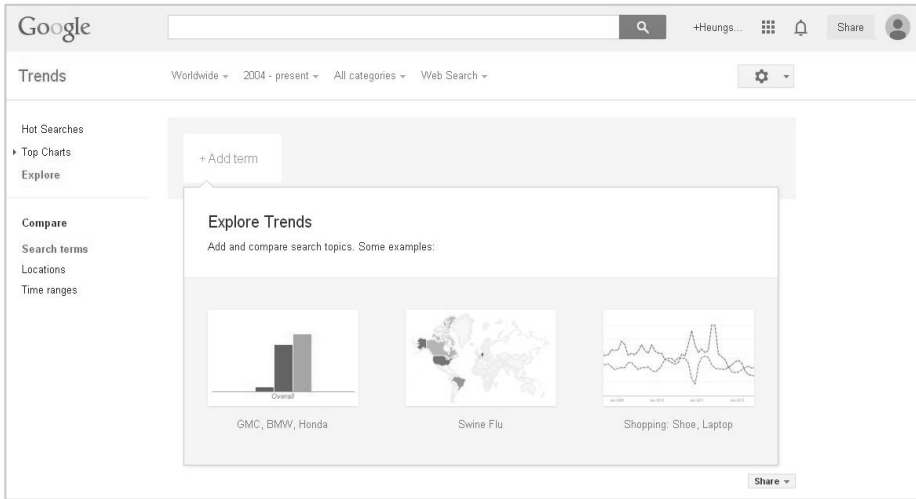 Google
+Heungs...
Share
Trends
Worldwide
2004 - present
All categories
Web Search
Hot Searches
Top Charts
Explore
Compare
Search terms
Locations
Time ranges
+ Add term
Explore Trends
Add and compare search topics. Some examples:
Overall
GMC, BMW, Honda
Swine Flu
Shopping: Shoe, Laptop
Share